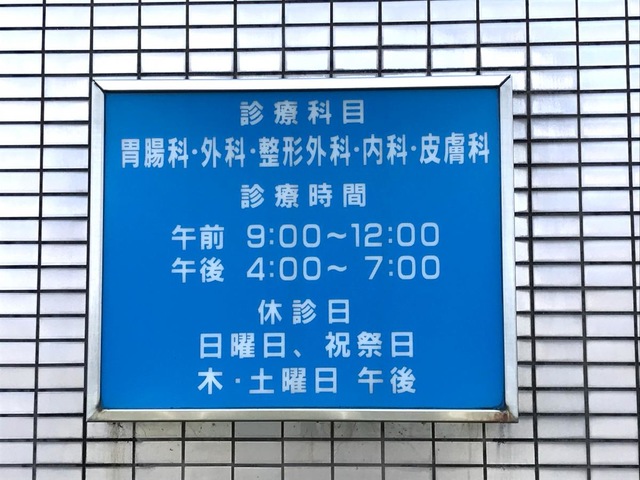 診療科目
胃腸科・外科・整形外科・内科・皮膚科
診療時間
午前 9:00〜12:00
午後 4:00〜 7:00
休診日
日曜日、祝祭日
木・土曜日 午後